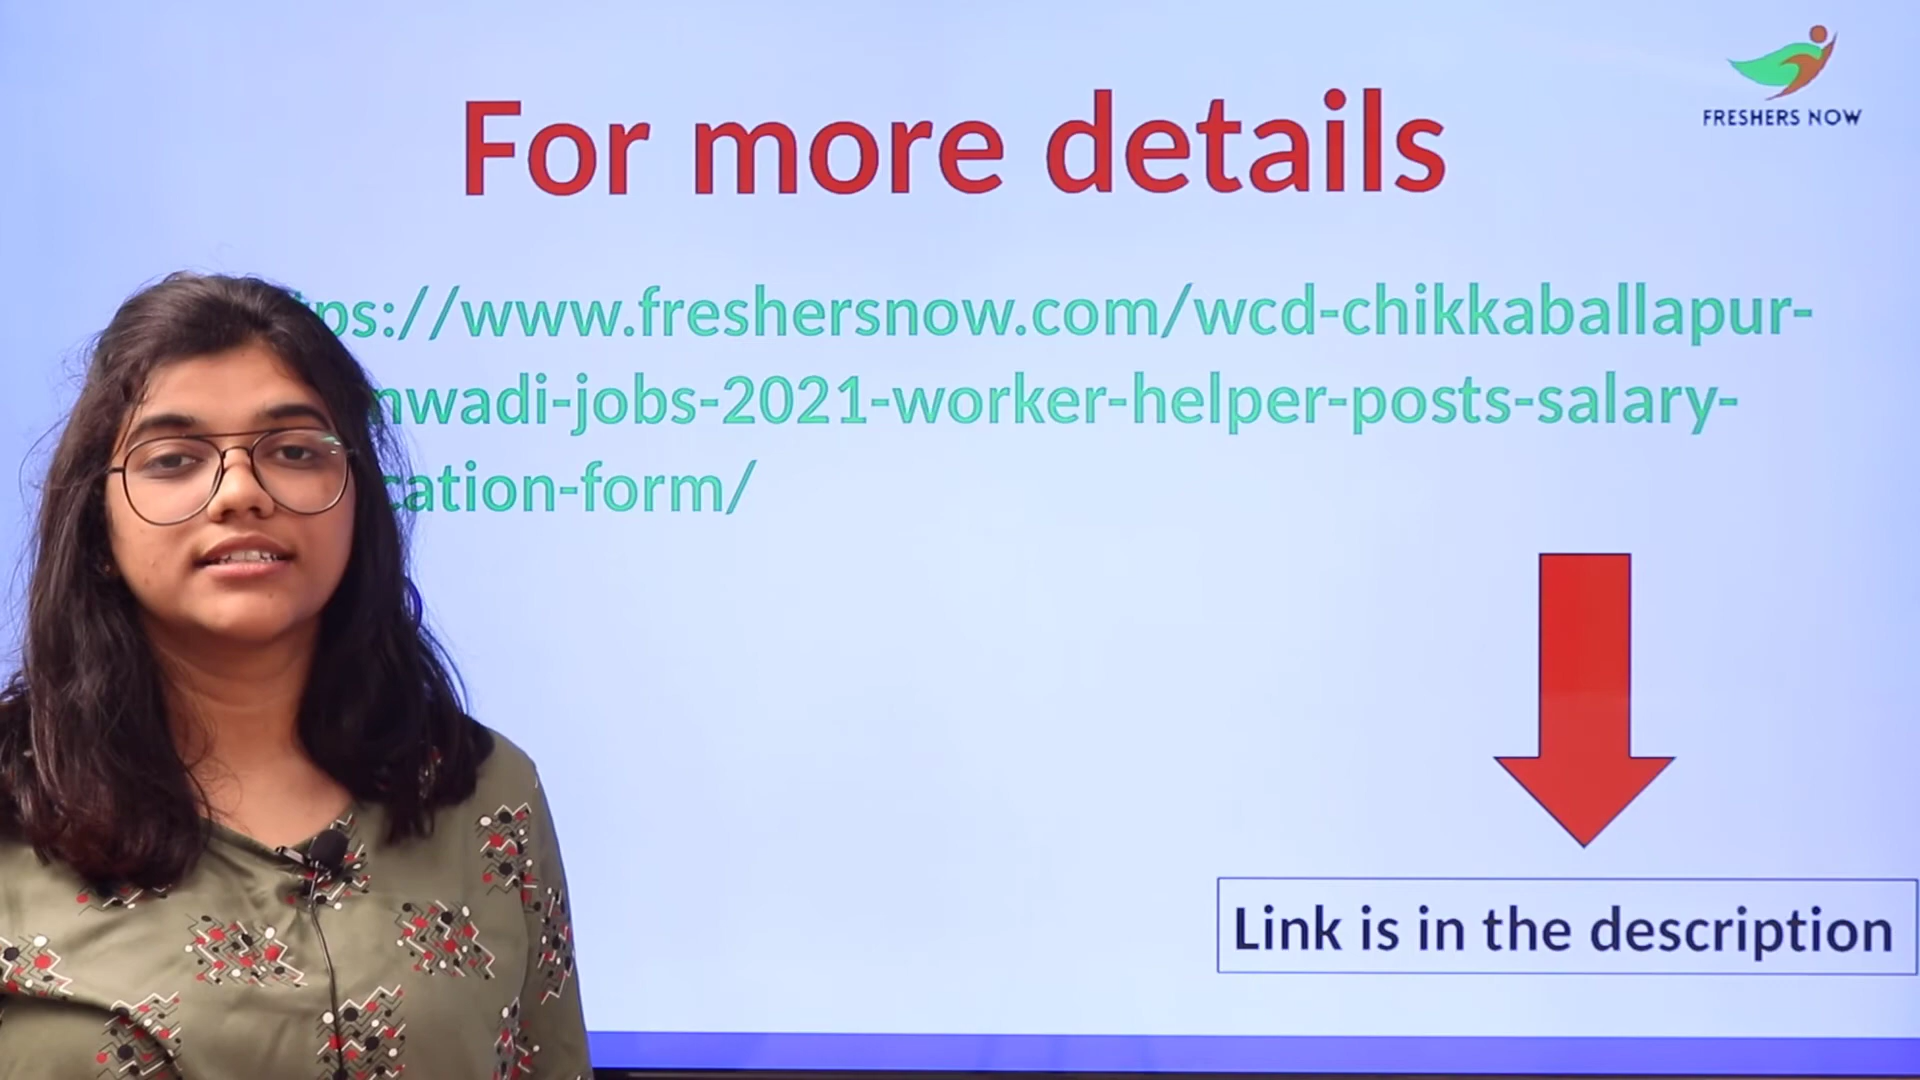 FRESHERS NOW
For more details
ps://www.freshersnow.com/wcd-chikkaballapur-
nwadi-jobs-2021-worker-helper-posts-salary-
cation-form/
Link is in the description